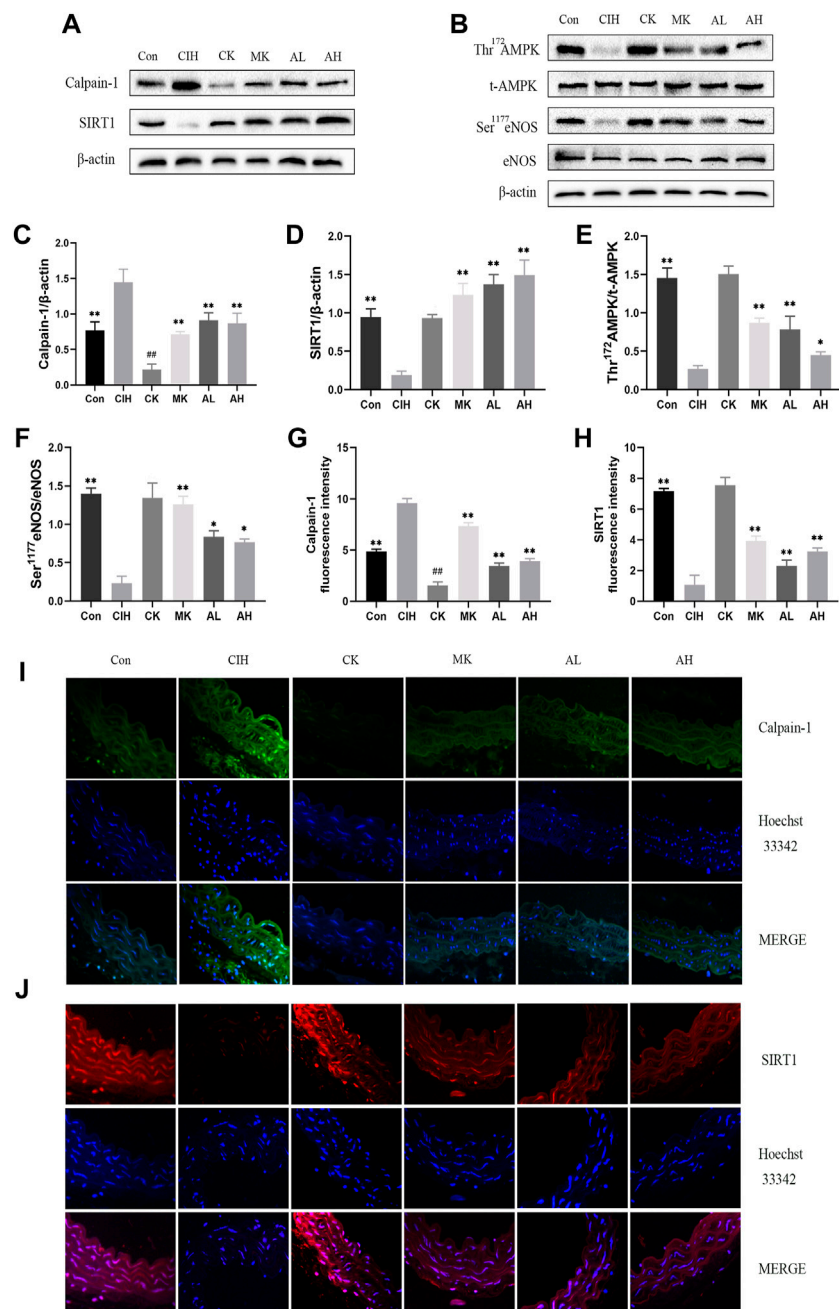 A
Con CIH CK MK AL AH
Calpain-1
SIRT1
β-actin
B
Con CIH CK MK AL AH
Thr172AMPK
t-AMPK
Ser1177eNOS
eNOS
β-actin
C
Calpain-1/β-actin
2.0
1.5
1.0
0.5
0.0
** ## ** ** **
Con CIH CK MK AL AH
D
SIRT1/β-actin
2.0
1.5
1.0
0.5
0.0
** ** ** **
Con CIH CK MK AL AH
E
Thr172AMPK/t-AMPK
2.0
1.5
1.0
0.5
0.0
** ** ** *
Con CIH CK MK AL AH
F
Ser1177eNOS/eNOS
2.0
1.5
1.0
0.5
0.0
** ** * *
Con CIH CK MK AL AH
G
Calpain-1
fluorescence intensity
15
10
5
0
** ## ** ** **
Con CIH CK MK AL AH
H
SIRT1
fluorescence intensity
10
8
6
4
2
0
** ** ** **
Con CIH CK MK AL AH
I
Con CIH CK MK AL AH
Calpain-1
Hoechst
33342
MERGE
J
SIRT1
Hoechst
33342
MERGE